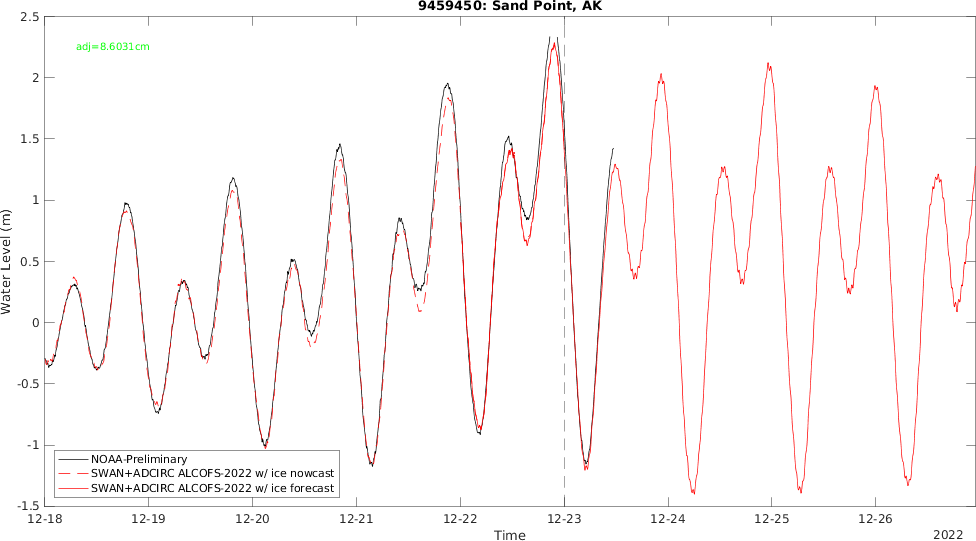 9459450: Sand Point, AK
adj=8.6031cm
Water Level (m)
2.5
2
1.5
1
0.5
0
-0.5
-1
-1.5
NOAA-Preliminary
SWAN+ADCIRC ALCOFS-2022 w/ ice nowcast
SWAN+ADCIRC ALCOFS-2022 w/ ice forecast
12-18 12-19 12-20 12-21 12-22 12-23 12-24 12-25 12-26
Time
2022